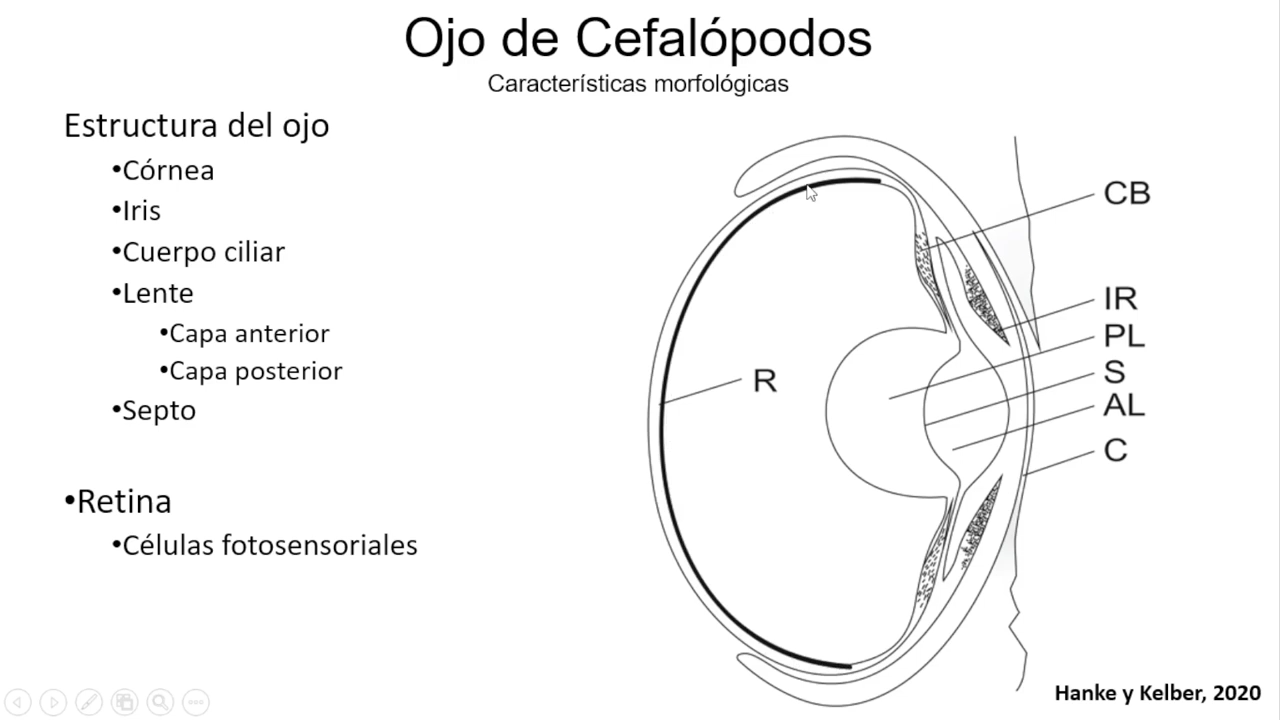 Ojo de Cefalópodos
Características morfológicas
Estructura del ojo
•Córnea
•Iris
•Cuerpo ciliar
•Lente
•Capa anterior
•Capa posterior
•Septo
•Retina
•Células fotosensoriales
CB
IR
PL
S
AL
C
R
Hanke y Kelber, 2020